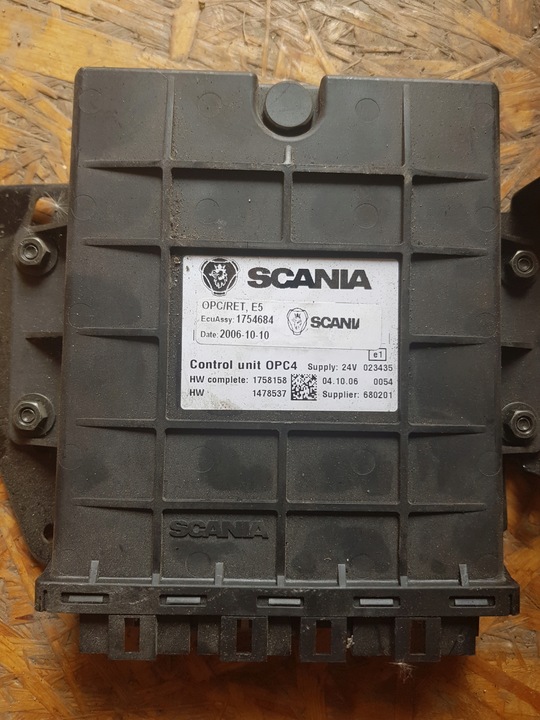 SCANIA
OPC/RET, E5
EcuAssy: 1754684
SCANIA
Date: 2006-10-10
e1
Control unit OPC4 Supply: 24V 023435
HW complete: 1758158 04.10.06 0054
HW 1478537 Supplier: 680201
SCANIA